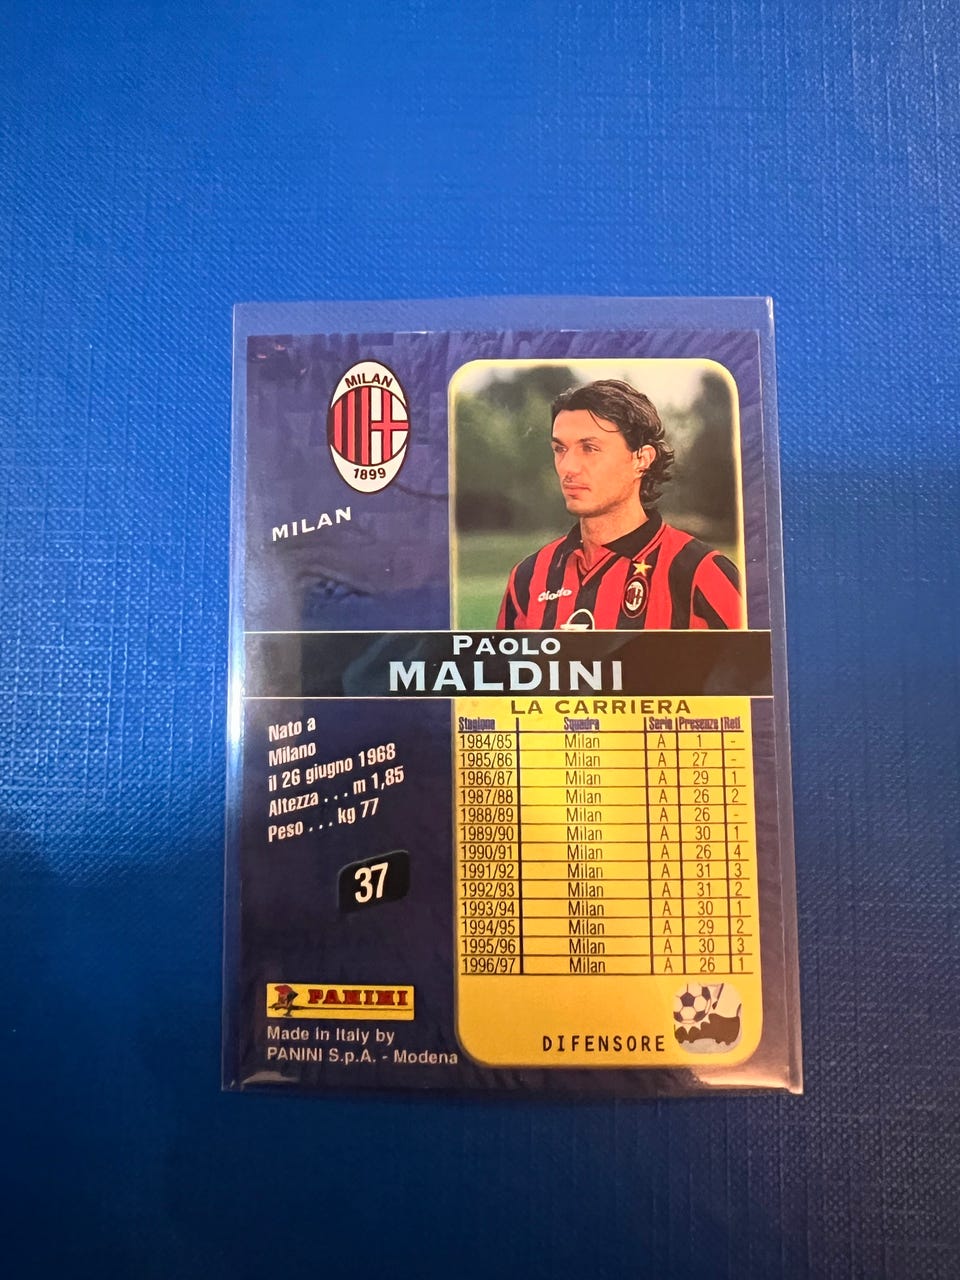 MILAN
1899
MILAN
PAOLO
MALDINI
Nato a
Milano
il 26 giugno 1968
Altezza . . . m 1,85
Peso . . . kg 77
37
PANINI
Made in Italy by
PANINI S.p.A. - Modena
LA CARRIERA
Stagione Squadra Serie Presenze Reti
1984/85 Milan A 1 -
1985/86 Milan A 27 -
1986/87 Milan A 29 1
1987/88 Milan A 26 2
1988/89 Milan A 26 -
1989/90 Milan A 30 1
1990/91 Milan A 26 4
1991/92 Milan A 31 3
1992/93 Milan A 31 2
1993/94 Milan A 30 1
1994/95 Milan A 29 2
1995/96 Milan A 30 3
1996/97 Milan A 26 1
DIFENSORE